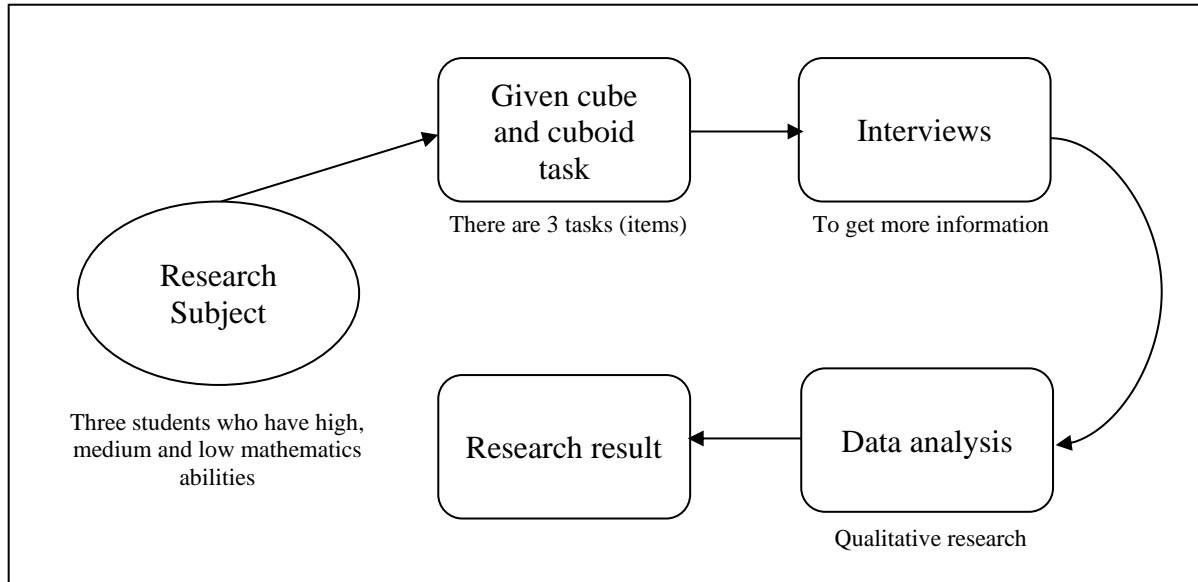 Research
Subject
Three students who have high,
medium and low mathematics
abilities
Given cube
and cuboid
task
There are 3 tasks (items)
Interviews
To get more information
Data analysis
Qualitative research
Research result